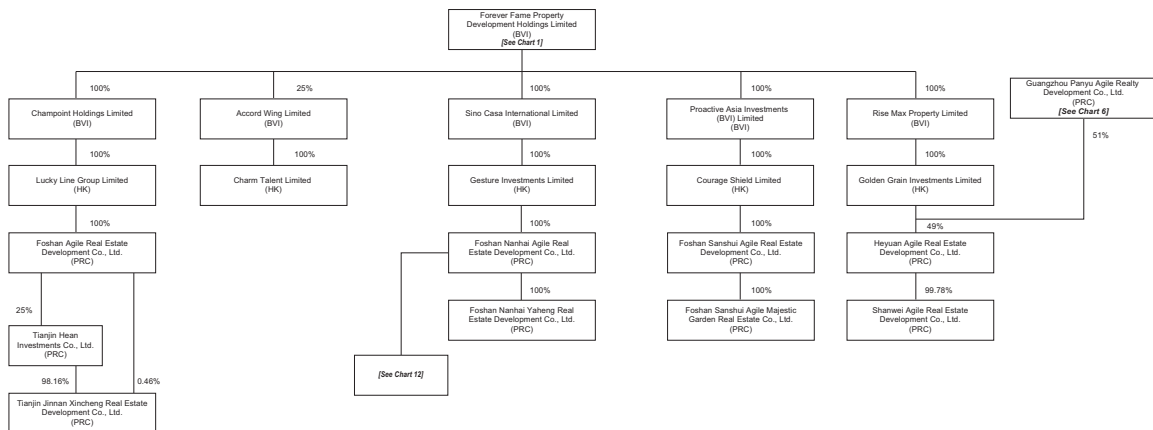 Forever Fame Property
Development Holdings Limited
(BVI)
[See Chart 1]
100%
25%
100%
100%
100%
Champoint Holdings Limited
(BVI)
Accord Wing Limited
(BVI)
Sino Casa International Limited
(BVI)
Proactive Asia Investments
(BVI) Limited
(BVI)
Rise Max Property Limited
(BVI)
Guangzhou Panyu Agile Realty
Development Co., Ltd.
(PRC)
[See Chart 6]
100%
100%
100%
100%
100%
51%
Lucky Line Group Limited
(HK)
Charm Talent Limited
(HK)
Gesture Investments Limited
(HK)
Courage Shield Limited
(HK)
Golden Grain Investments Limited
(HK)
100%
100%
100%
49%
Foshan Agile Real Estate
Development Co., Ltd.
(PRC)
Foshan Nanhai Agile Real
Estate Development Co., Ltd.
(PRC)
Foshan Sanshui Agile Real Estate
Development Co., Ltd.
(PRC)
Heyuan Agile Real Estate
Development Co., Ltd.
(PRC)
25%
100%
100%
99.78%
Tianjin Hean
Investments Co., Ltd.
(PRC)
Foshan Nanhai Yaheng Real
Estate Development Co., Ltd.
(PRC)
Foshan Sanshui Agile Majestic
Garden Real Estate Co., Ltd.
(PRC)
Shanwei Agile Real Estate
Development Co., Ltd.
(PRC)
[See Chart 12]
98.16%
0.46%
Tianjin Jinnan Xincheng Real Estate
Development Co., Ltd.
(PRC)